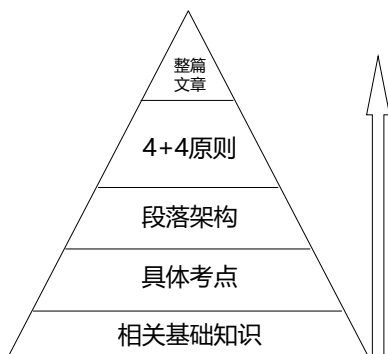 整篇
文章
4+4原则
段落架构
具体考点
相关基础知识